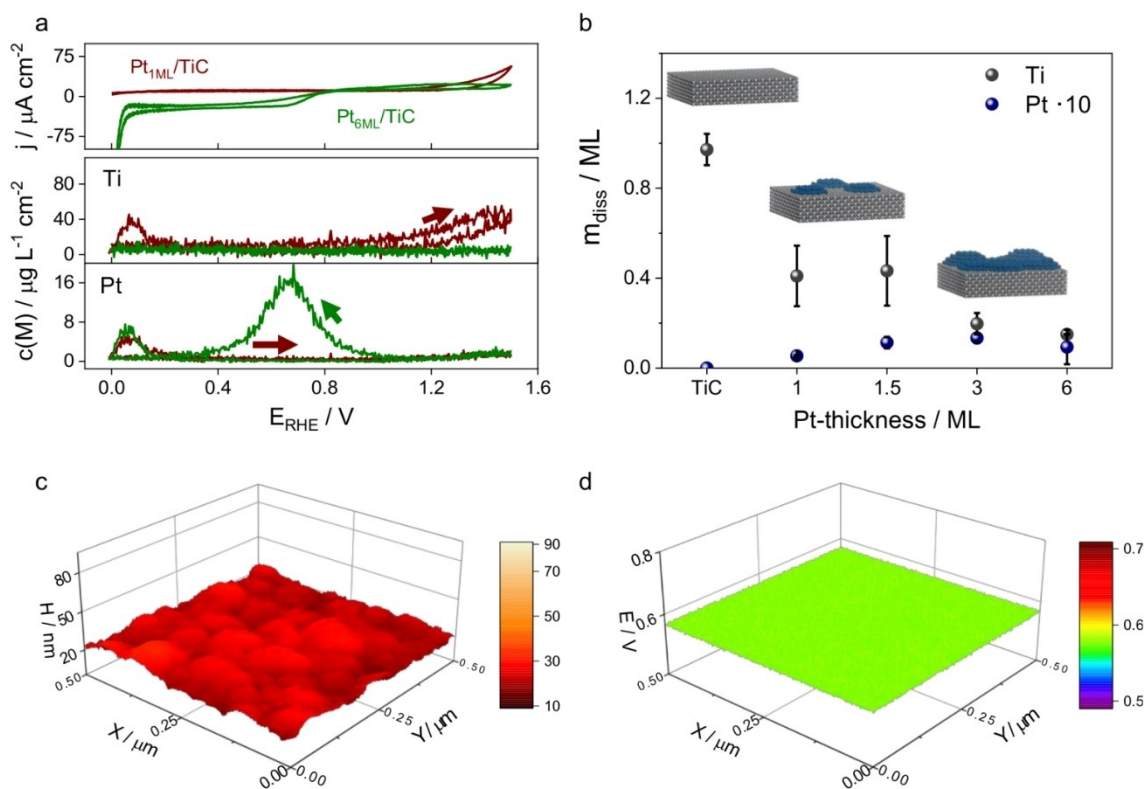 a
j / µA cm-2
75
0
-75
Pt1ML/TiC
Pt6ML/TiC
c(M) / µg L-1 cm-2
Ti
80
40
0
Pt
16
8
0
0.0 0.4 0.8 1.2 1.6
ERHE / V
b
mdiss / ML
1.2
0.8
0.4
0.0
Ti
Pt ·10
TiC 1 1.5 3 6
Pt-thickness / ML
c
H / nm
80
50
20
0.50
0.25
0.00
X / µm
0.00
0.25
0.50
Y / µm
90
70
50
30
10
d
E / V
0.8
0.6
0.50
0.50
0.25
0.00
X / µm
0.00
0.25
0.50
Y / µm
0.7
0.6
0.5